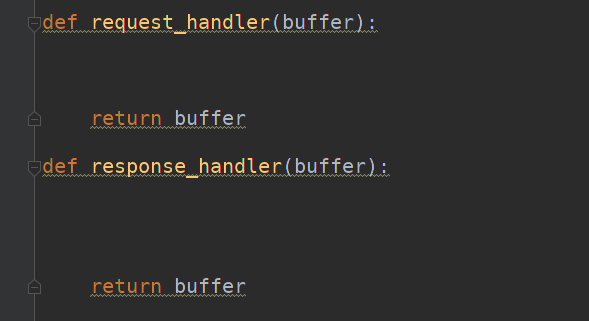 def request_handler(buffer):
    return buffer
def response_handler(buffer):
    return buffer